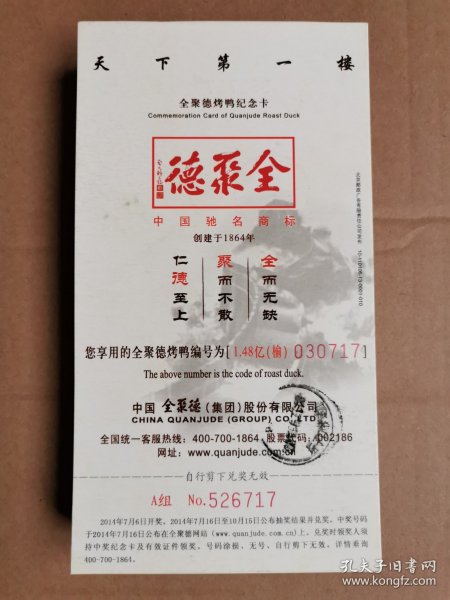 天下第一楼
全聚德烤鸭纪念卡
Commemoration Card of Quanjude Roast Duck
德聚全
中国驰名商标
创建于1864年
全而无缺
聚而不散
仁德至上
您享用的全聚德烤鸭编号为[1.48亿(榆) 030717]
The above number is the code of roast duck.
中国 全聚德(集团)股份有限公司
CHINA QUANJUDE (GROUP) CO.,LTD
全国统一客服热线：400-700-1864 股票代码：002186
网址：www.quanjude.com.cn
自行剪下兑奖无效
A组 No.526717
2014年7月6日开奖，2014年7月16日至10月15日公布抽奖结果并兑奖。中奖号码
于2014年7月16日公布在全聚德网站(www.quanjude.com.cn)上。兑奖时领奖人须
持中奖纪念卡及有效证件领奖，号码涂损、无号、自行剪下无效。详情垂询
400-700-1864。
孔夫子旧书网